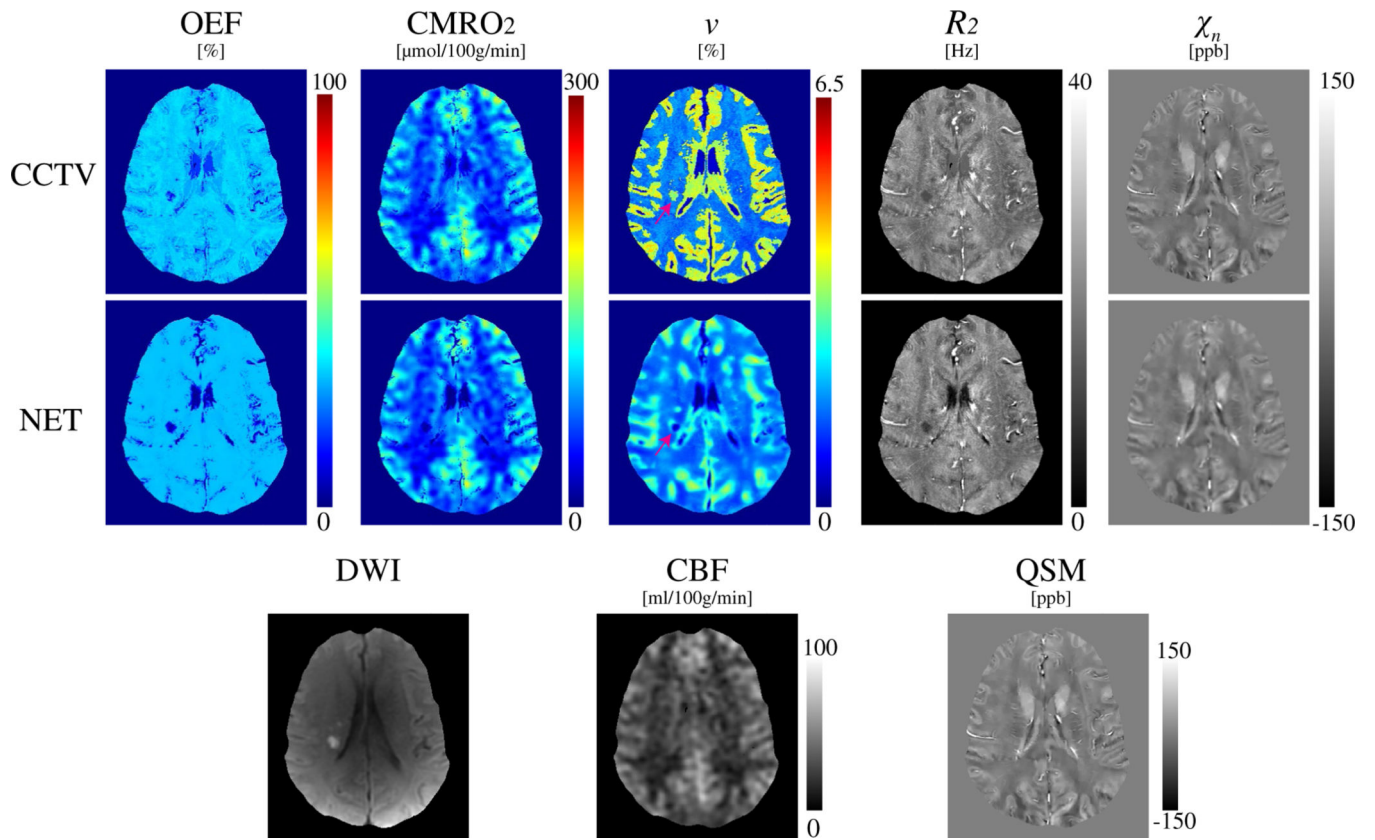 OEF
[%]
CMRO2
[µmol/100g/min]
v
[%]
R2
[Hz]
χn
[ppb]
100
300
6.5
40
150
CCTV
NET
0
0
0
0
-150
DWI
CBF
[ml/100g/min]
QSM
[ppb]
100
150
0
-150